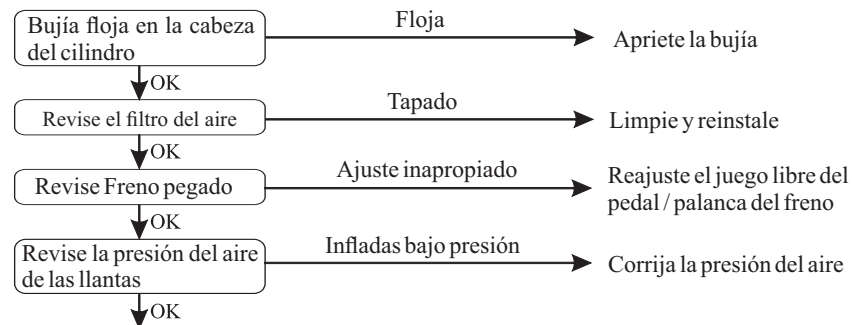 Bujía floja en la cabeza
del cilindro
Floja
Apriete la bujía
OK
Revise el filtro del aire
Tapado
Limpie y reinstale
OK
Revise Freno pegado
Ajuste inapropiado
Reajuste el juego libre del
pedal / palanca del freno
OK
Revise la presión del aire
de las llantas
Infladas bajo presión
Corrija la presión del aire
OK